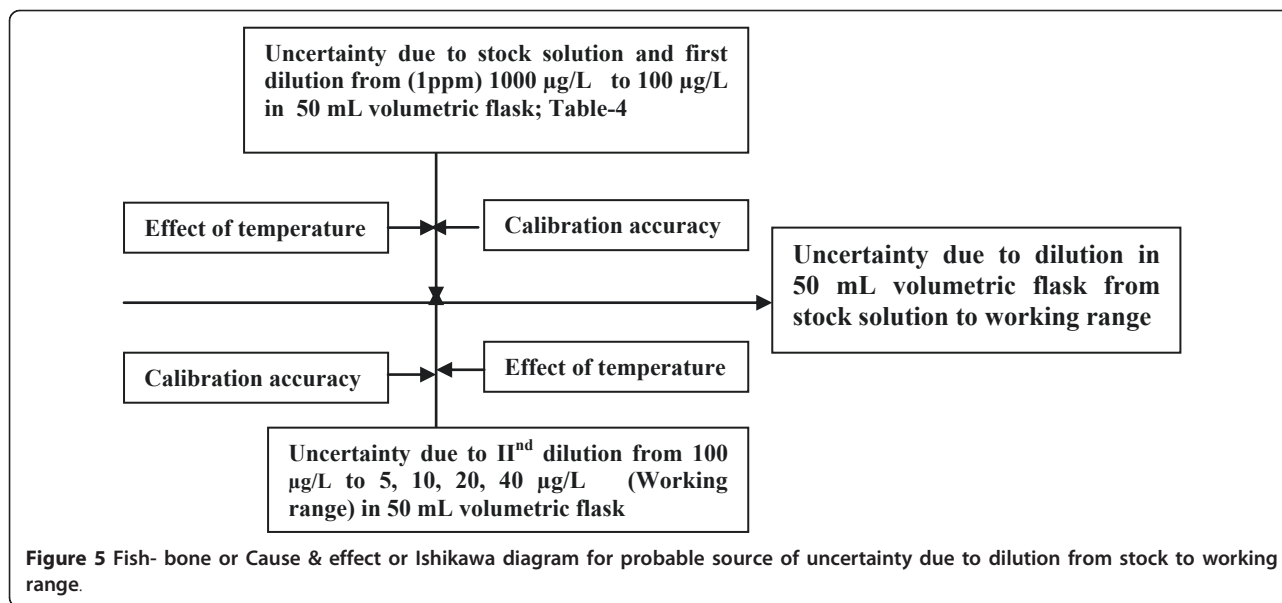 Uncertainty due to stock solution and first
dilution from (1ppm) 1000 µg/L to 100 µg/L
in 50 mL volumetric flask; Table-4
Effect of temperature
Calibration accuracy
Uncertainty due to dilution in
50 mL volumetric flask from
stock solution to working range
Calibration accuracy
Effect of temperature
Uncertainty due to IInd dilution from 100
µg/L to 5, 10, 20, 40 µg/L (Working
range) in 50 mL volumetric flask
Figure 5 Fish- bone or Cause & effect or Ishikawa diagram for probable source of uncertainty due to dilution from stock to working
range.